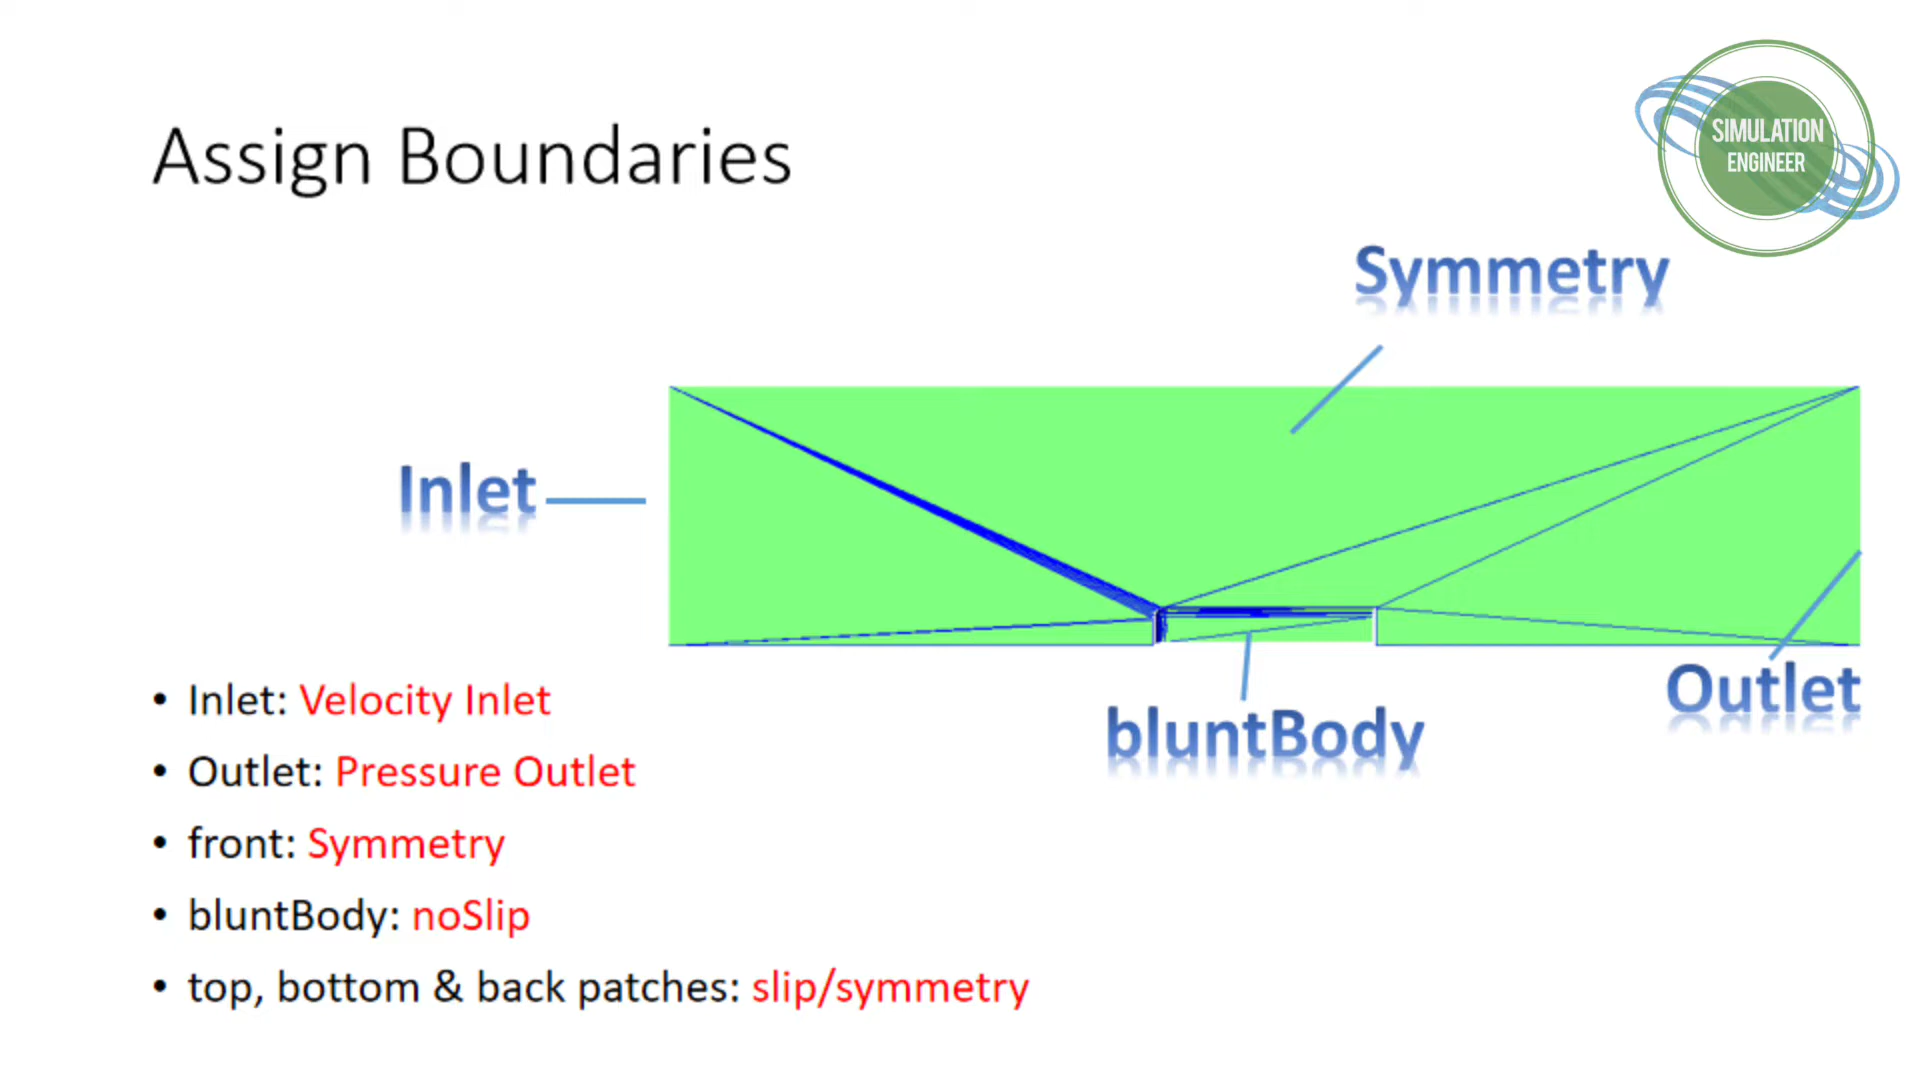 SIMULATION
ENGINEER
Assign Boundaries
Symmetry
Inlet
Outlet
bluntBody
• Inlet: Velocity Inlet
• Outlet: Pressure Outlet
• front: Symmetry
• bluntBody: noSlip
• top, bottom & back patches: slip/symmetry